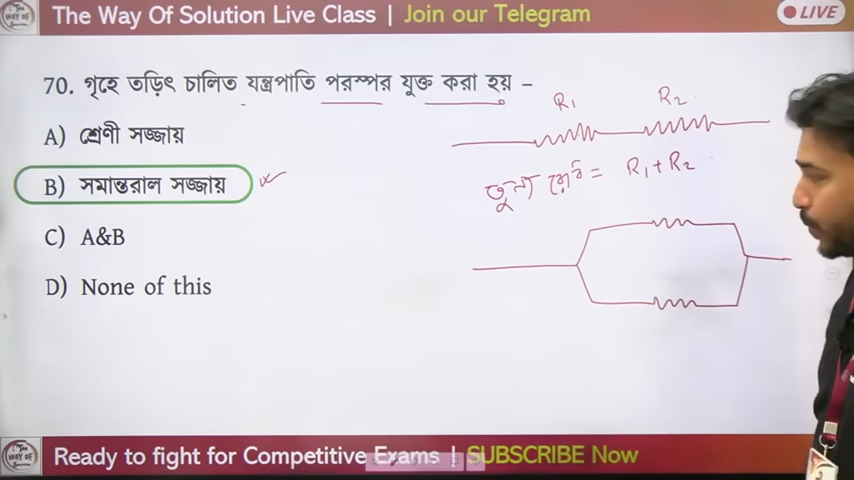 The Way Of Solution Live Class | Join our Telegram
LIVE
70. গৃহে তড়িৎ চালিত যন্ত্রপাতি পরস্পর যুক্ত করা হয় –
A) শ্রেণী সজ্জায়
B) সমান্তরাল সজ্জায়
C) A&B
D) None of this
R₁ R₂
তুল্য রোধ = R₁ + R₂
Ready to fight for Competitive Exams | SUBSCRIBE Now